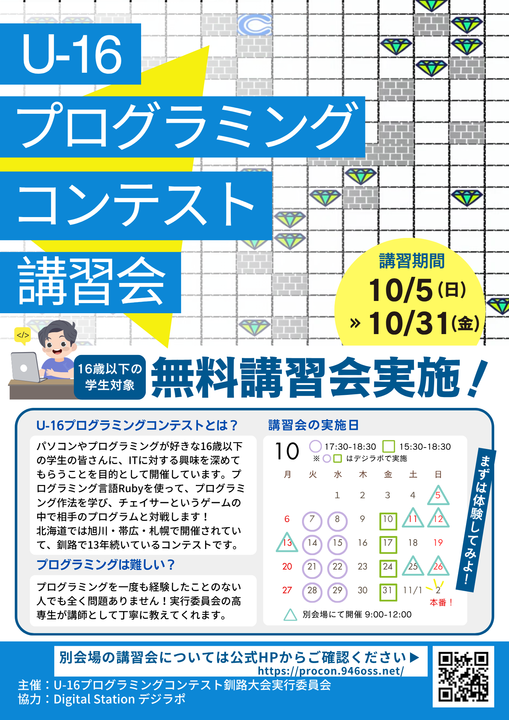 U-16
プログラミング
コンテスト
講習会
講習期間
10/5(日)
» 10/31(金)
</>
16歳以下の
学生対象
無料講習会実施!
U-16プログラミングコンテストとは?
パソコンやプログラミングが好きな16歳以下
の学生の皆さんに、ITに対する興味を深めて
もらうことを目的として開催しています。プ
ログラミング言語Rubyを使って、プログラミ
ング作法を学び、チェイサーというゲームの
中で相手のプログラムと対戦します!
北海道では旭川・帯広・札幌で開催されてい
て、釧路で13年続いているコンテストです。
プログラミングは難しい?
プログラミングを一度も経験したことのない
人でも全く問題ありません!実行委員会の高
専生が講師として丁寧に教えてくれます。
講習会の実施日
10 ○17:30-18:30 □15:30-18:30
※ ○□ はデジラボで実施
月 火 水 木 金 土 日
1 2 3 4 5
6 7 8 9 10 11 12
13 14 15 16 17 18 19
20 21 22 23 24 25 26
27 28 29 30 31 11/1 2
本番!
△ 別会場にて開催 9:00-12:00
まずは体験してみよ!
別会場の講習会については公式HPからご確認ください▶
https://procon.946oss.net/
主催:U-16プログラミングコンテスト釧路大会実行委員会
協力:Digital Station デジラボ